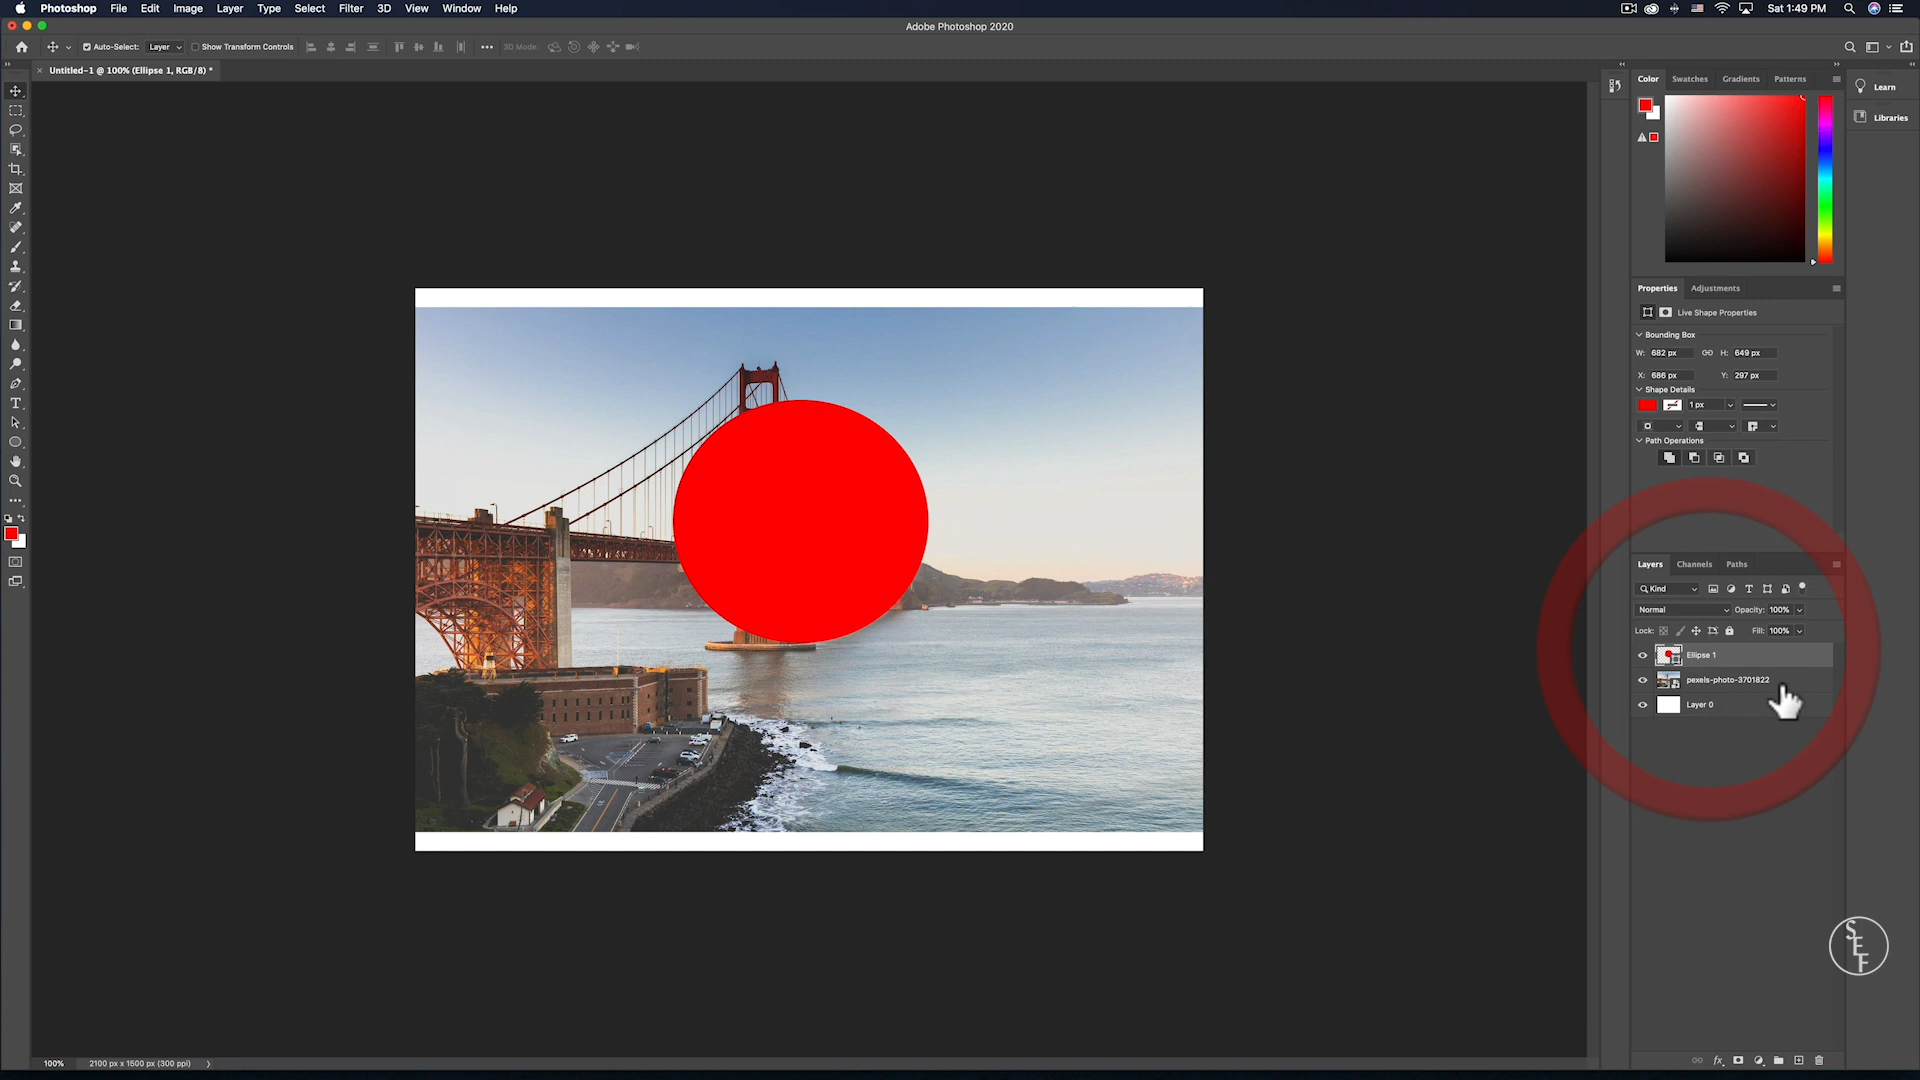 Photoshop File Edit Image Layer Type Select Filter 3D View Window Help
Sat 1:49 PM
Adobe Photoshop 2020
Auto-Select: Layer Show Transform Controls
3D Mode:
Untitled-1 @ 100% (Ellipse 1, RGB/8) *
Color Swatches Gradients Patterns
Learn
Libraries
Properties Adjustments
Live Shape Properties
Bounding Box
W: 682 px H: 649 px
X: 686 px Y: 297 px
Shape Details
1 px
Path Operations
Layers Channels Paths
Kind
Normal Opacity: 100%
Lock: Fill: 100%
Ellipse 1
pexels-photo-3701822
Layer 0
SEF
fx
100% 2100 px x 1500 px (300 ppi)